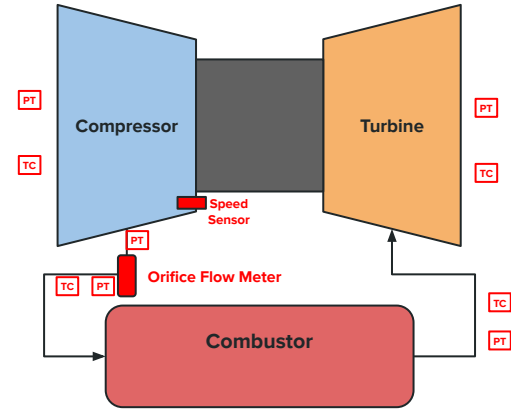 PT
Compressor
Turbine
PT
TC
TC
Speed
Sensor
PT
Orifice Flow Meter
TC
PT
TC
Combustor
PT